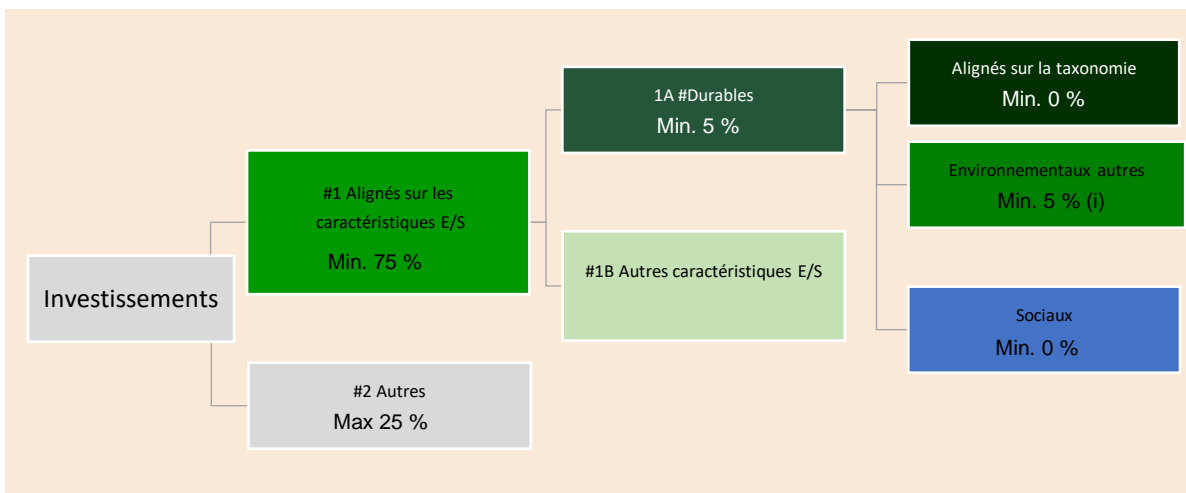 Investissements
#1 Alignés sur les
caractéristiques E/S
Min. 75 %
#2 Autres
Max 25 %
1A #Durables
Min. 5 %
#1B Autres caractéristiques E/S
Alignés sur la taxonomie
Min. 0 %
Environnementaux autres
Min. 5 % (i)
Sociaux
Min. 0 %